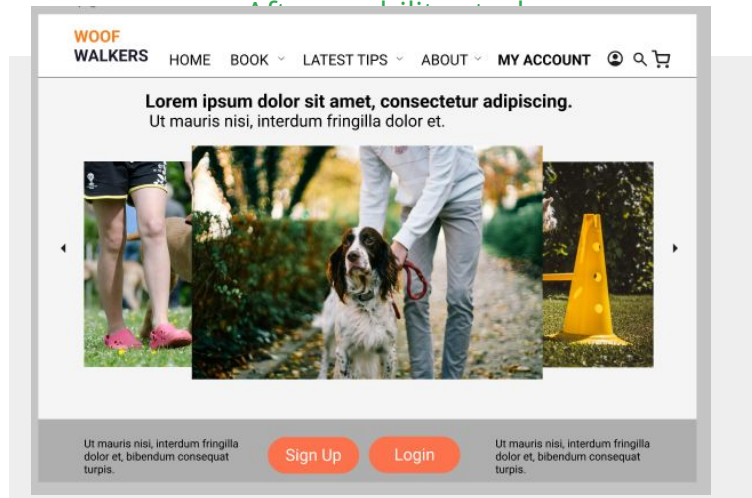 WOOF
WALKERS
HOME BOOK LATEST TIPS ABOUT MY ACCOUNT
Lorem ipsum dolor sit amet, consectetur adipiscing.
Ut mauris nisi, interdum fringilla dolor et.
Ut mauris nisi, interdum fringilla
dolor et, bibendum consequat
turpis.
Sign Up
Login
Ut mauris nisi, interdum fringilla
dolor et, bibendum consequat
turpis.